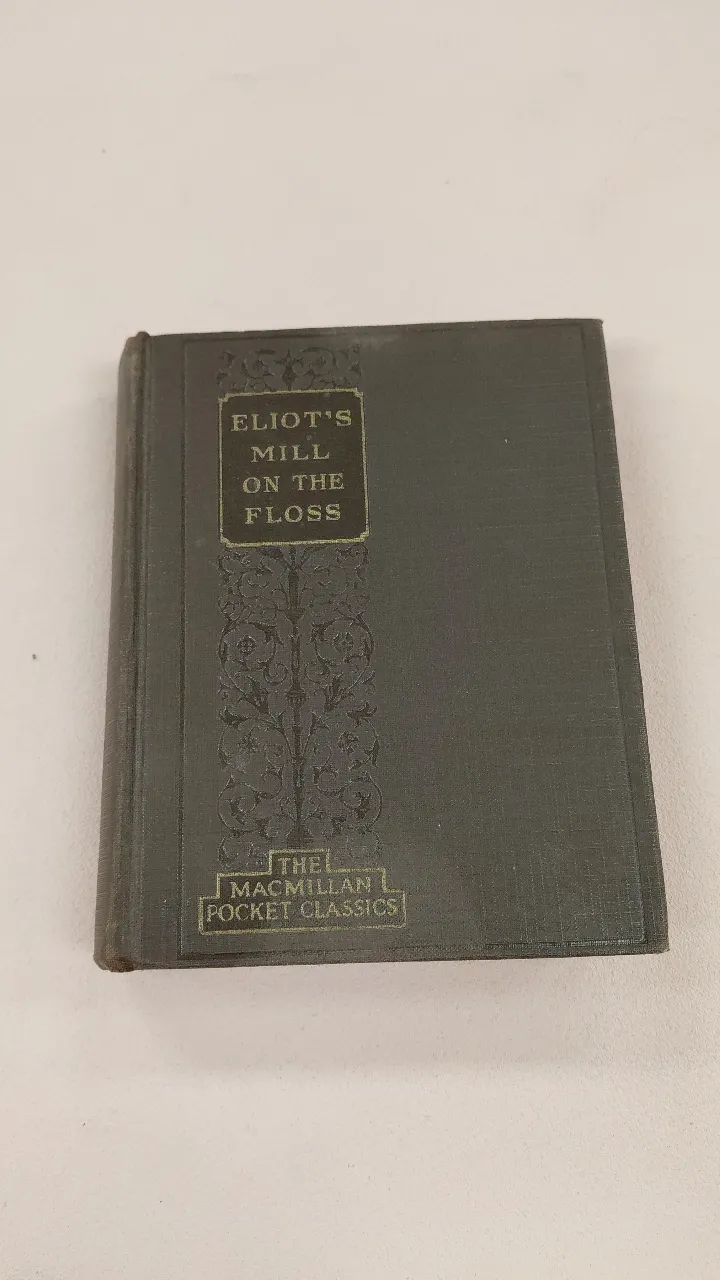 ELIOT'S
MILL
ON THE
FLOSS
THE
MACMILLAN
POCKET CLASSICS